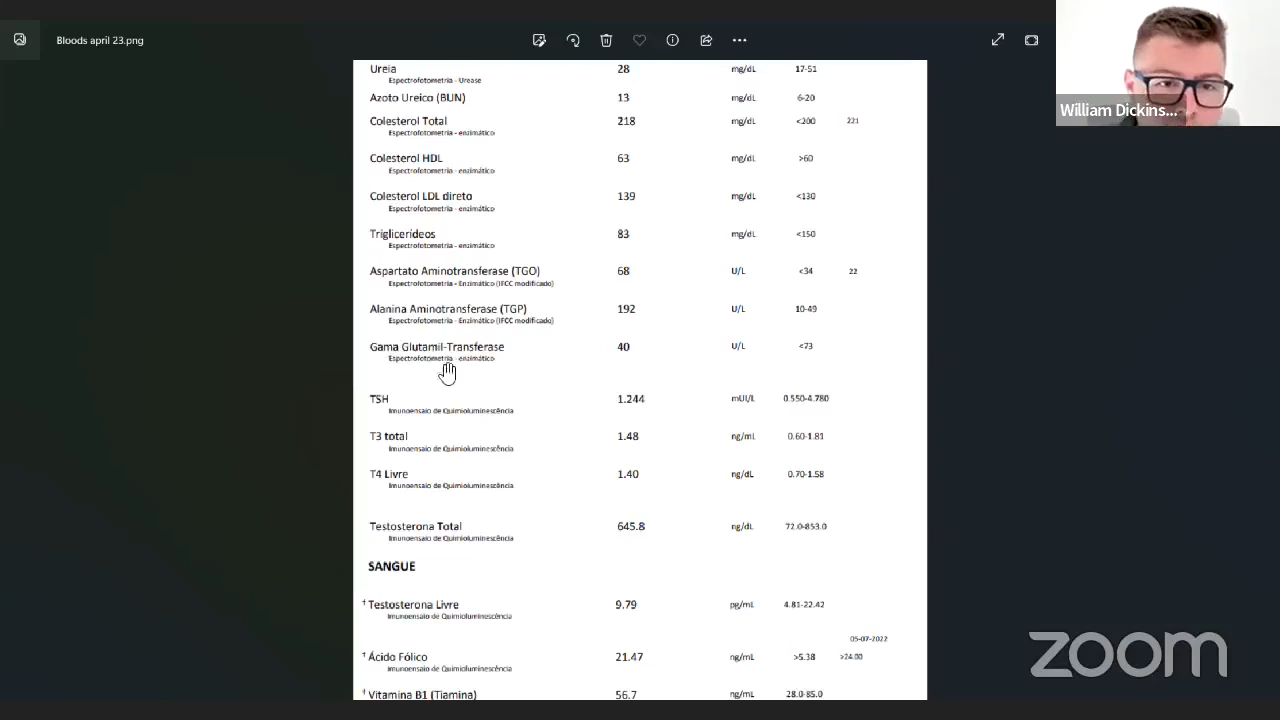 Bloods april 23.png
William Dickins...
Ureia 28 mg/dL 17-51
Espectrofotometria - Urease
Azoto Ureico (BUN) 13 mg/dL 6-20
Colesterol Total 218 mg/dL <200 221
Espectrofotometria - enzimático
Colesterol HDL 63 mg/dL >60
Espectrofotometria - enzimático
Colesterol LDL direto 139 mg/dL <130
Espectrofotometria - enzimático
Triglicerídeos 83 mg/dL <150
Espectrofotometria - enzimático
Aspartato Aminotransferase (TGO) 68 U/L <34 22
Espectrofotometria - Enzimático (IFCC modificado)
Alanina Aminotransferase (TGP) 192 U/L 10-49
Espectrofotometria - Enzimático (IFCC modificado)
Gama Glutamil-Transferase 40 U/L <73
Espectrofotometria - enzimático
TSH 1.244 mUI/L 0.550-4.780
Imunoensaio de Quimioluminescência
T3 total 1.48 ng/mL 0.60-1.81
Imunoensaio de Quimioluminescência
T4 Livre 1.40 ng/dL 0.70-1.58
Imunoensaio de Quimioluminescência
Testosterona Total 645.8 ng/dL 72.0-853.0
Imunoensaio de Quimioluminescência
SANGUE
† Testosterona Livre 9.79 pg/mL 4.81-22.42
Imunoensaio de Quimioluminescência
05-07-2022
† Ácido Fólico 21.47 ng/mL >5.38 >24.00
Imunoensaio de Quimioluminescência
† Vitamina B1 (Tiamina) 56.7 ng/mL 28.0-85.0
zoom